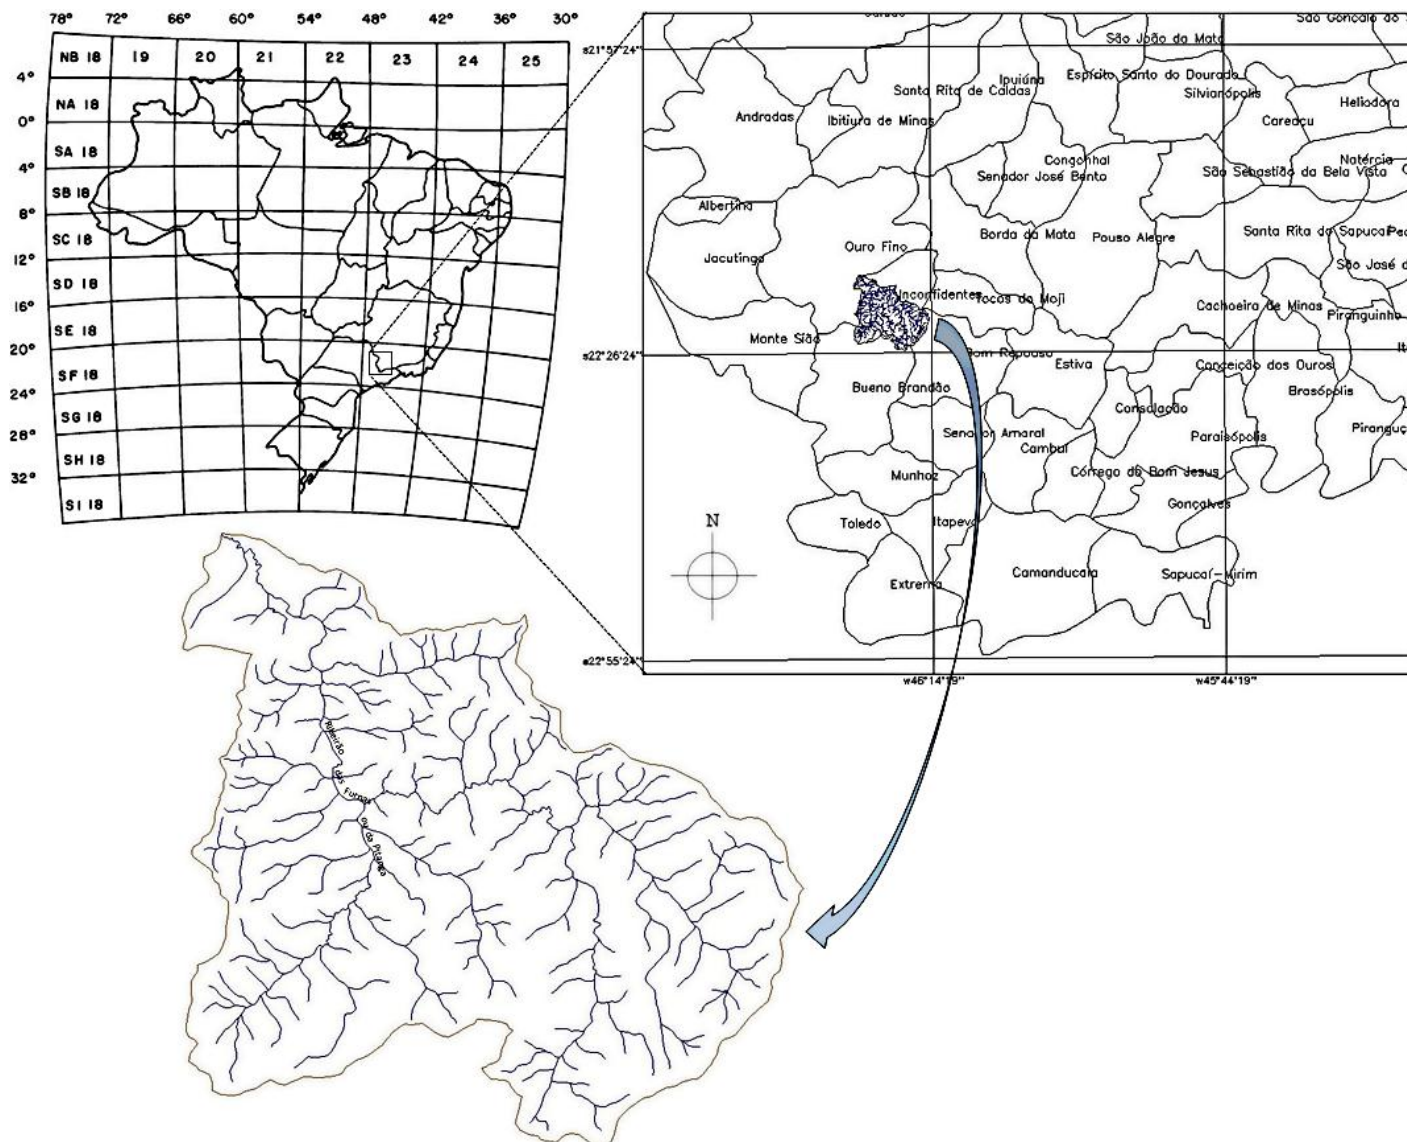 78° 72° 66° 60° 54° 48° 42° 36° 30°
NB 18 19 20 21 22 23 24 25
4°
NA 18
0°
SA 18
4°
SB 18
8°
SC 18
12°
SD 18
16°
SE 18
20°
SF 18
24°
SG 18
28°
SH 18
32°
SI 18
São João da Mata
s21°57'24"
Ipuiúna
Espírito Santo do Dourado
Santa Rita de Caldas
Silvianópolis
Heliodora
Andradas
Ibitiura de Minas
Careaçu
Congonhal
Natércia
Senador José Bento
São Sebastião da Bela Vista
Albertina
Ouro Fino
Borda da Mata
Pouso Alegre
Santa Rita do Sapucaí
Jacutinga
São José d
Inconfidentes
Tocos do Moji
Cachoeira de Minas
Piranguinho
Monte Sião
s22°26'24"
Bom Repouso
Estiva
Conceição dos Ouros
Bueno Brandão
Brasópolis
Consolação
Senador Amaral
Cambuí
Paraisópolis
Piranguç
Munhoz
Córrego do Bom Jesus
Gonçalves
N
Toledo
Itapeva
Extrema
Camanducaia
Sapucaí-Mirim
s22°55'24"
w46°14'19"
w45°44'19"
Ribeirão
das Furnas
ou da Pitanga